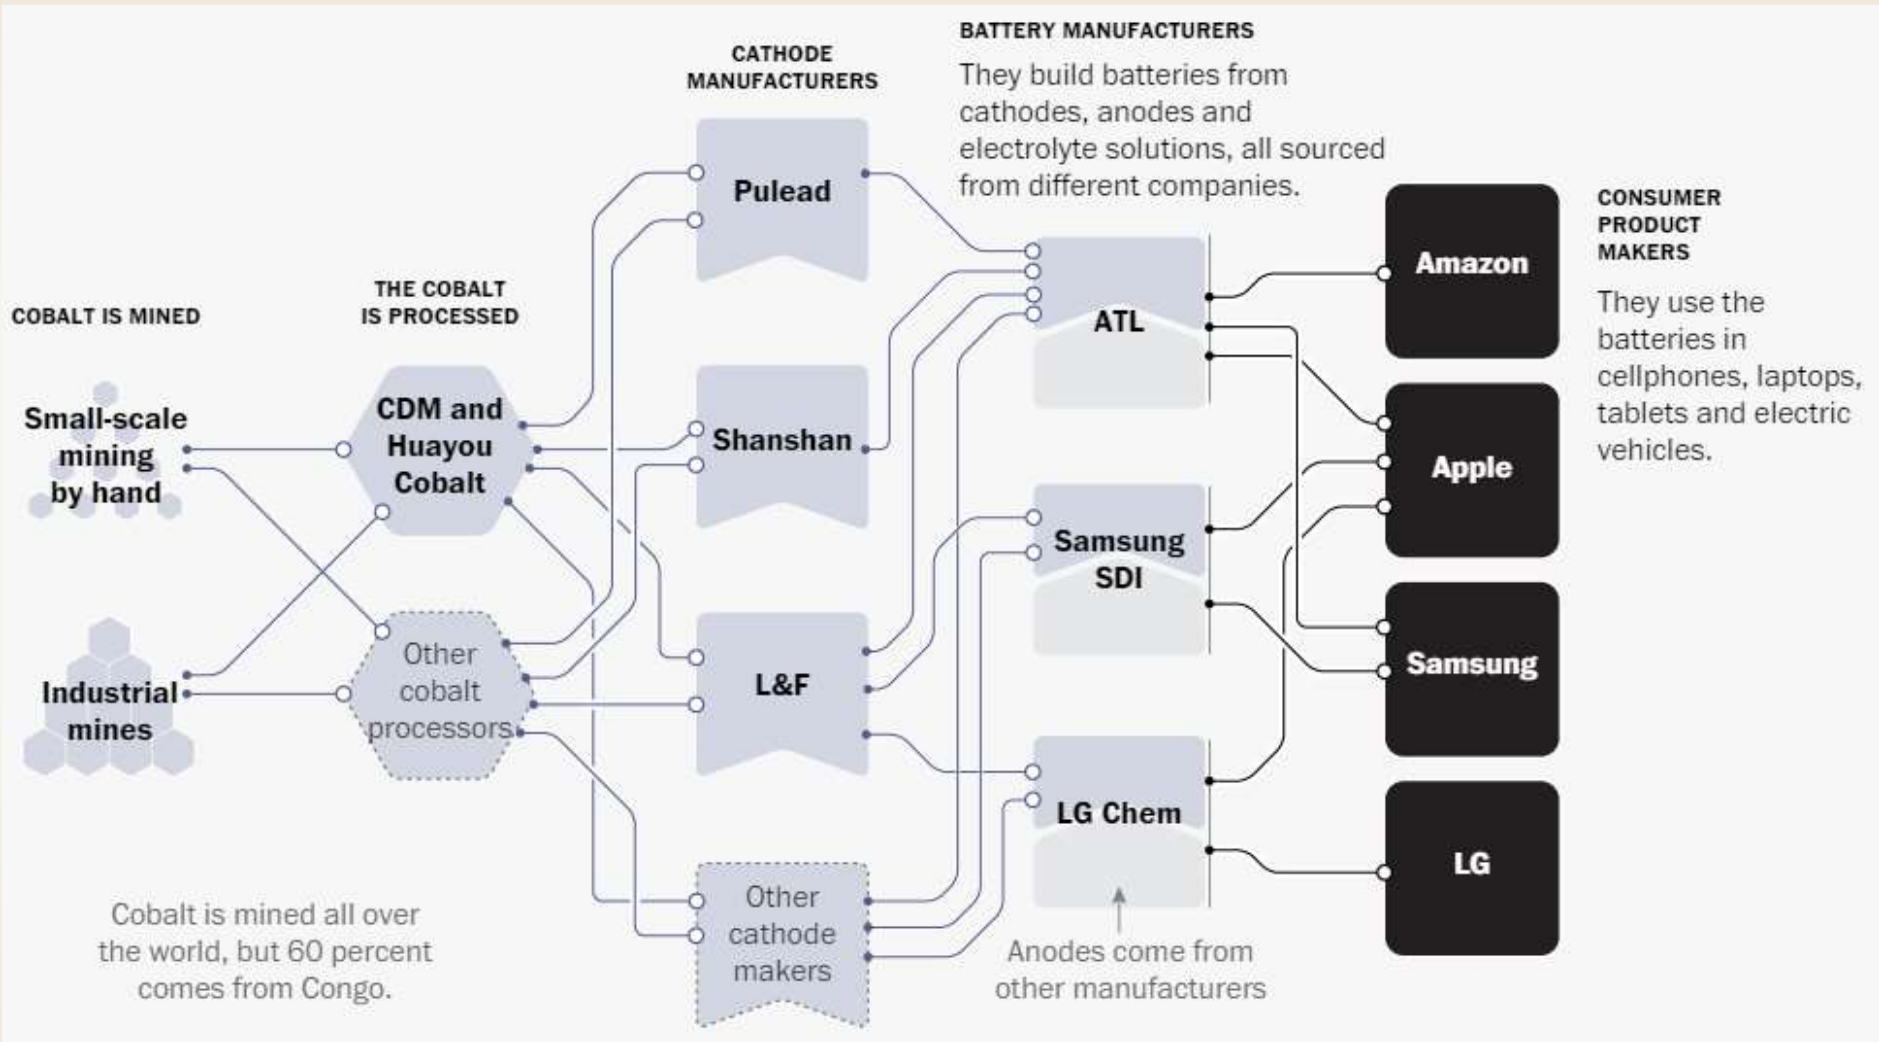 COBALT IS MINED
Small-scale
mining
by hand
Industrial
mines
Cobalt is mined all over
the world, but 60 percent
comes from Congo.
THE COBALT
IS PROCESSED
CDM and
Huayou
Cobalt
Other
cobalt
processors
CATHODE
MANUFACTURERS
Pulead
Shanshan
L&F
Other
cathode
makers
BATTERY MANUFACTURERS
They build batteries from
cathodes, anodes and
electrolyte solutions, all sourced
from different companies.
ATL
Samsung
SDI
LG Chem
Anodes come from
other manufacturers
Amazon
Apple
Samsung
LG
CONSUMER
PRODUCT
MAKERS
They use the
batteries in
cellphones, laptops,
tablets and electric
vehicles.